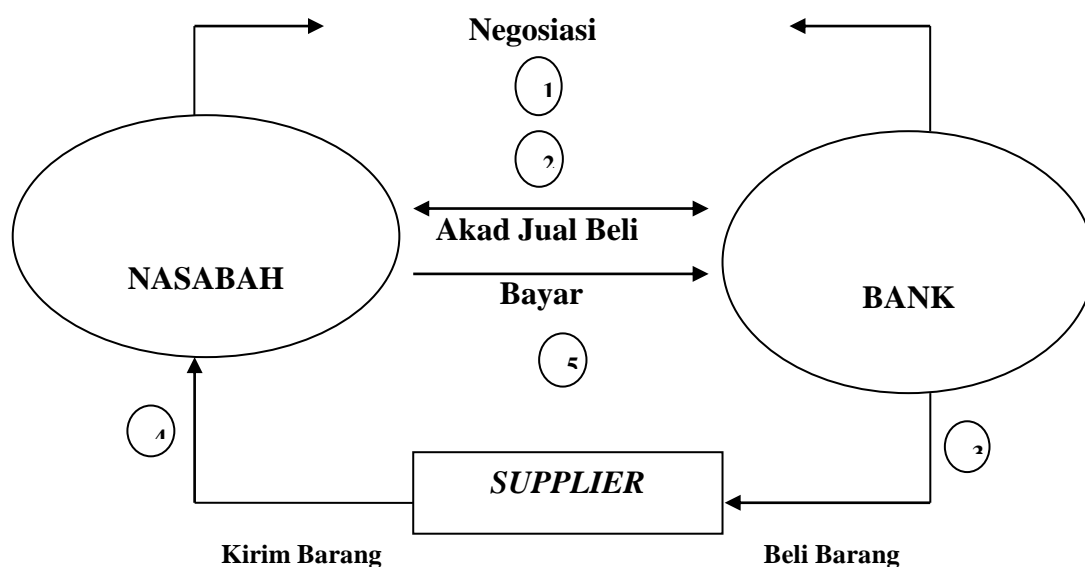 Negosiasi
1
2
Akad Jual Beli
NASABAH
Bayar
BANK
5
4
3
SUPPLIER
Kirim Barang
Beli Barang